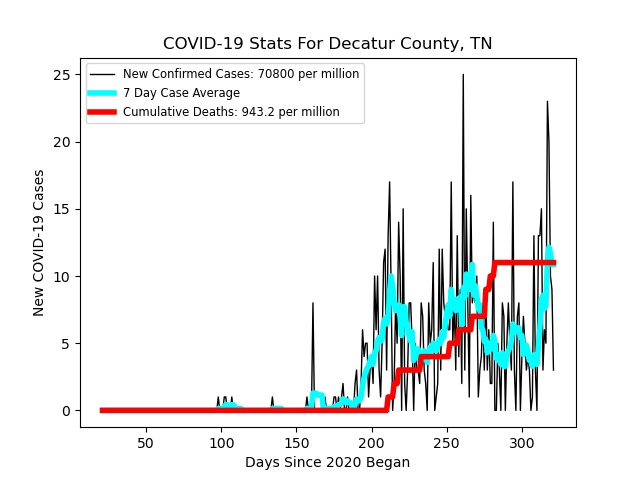 COVID-19 Stats For Decatur County, TN
New Confirmed Cases: 70800 per million
7 Day Case Average
Cumulative Deaths: 943.2 per million
New COVID-19 Cases
25
20
15
10
5
0
50 100 150 200 250 300
Days Since 2020 Began